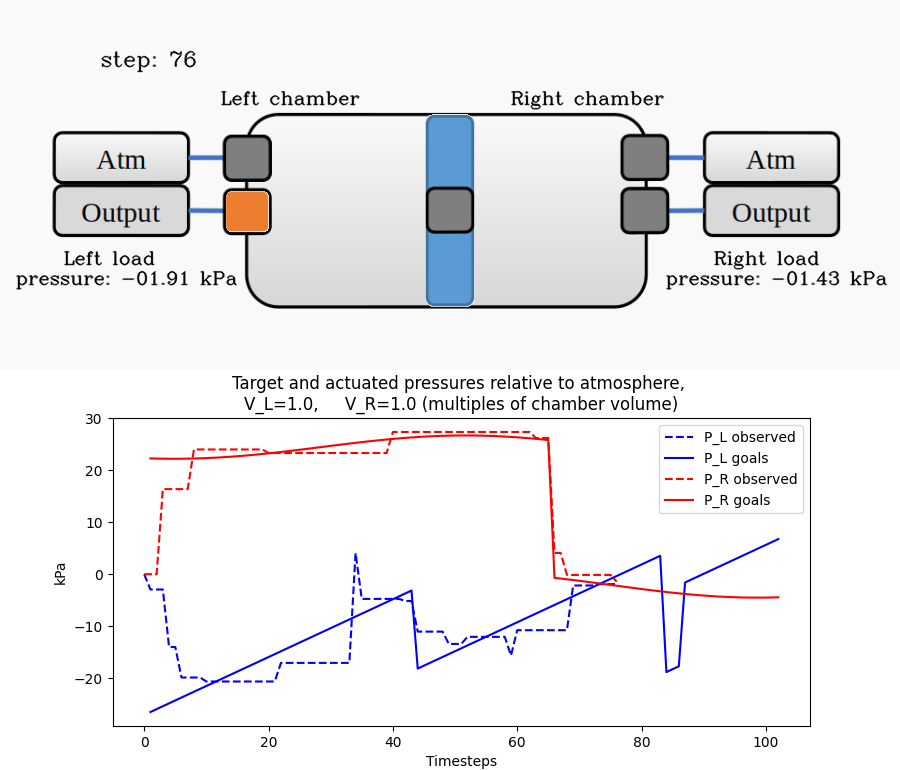 step: 76
Left chamber
Right chamber
Atm
Atm
Output
Output
Left load
pressure: -01.91 kPa
Right load
pressure: -01.43 kPa
Target and actuated pressures relative to atmosphere,
V_L=1.0, V_R=1.0 (multiples of chamber volume)
30
20
10
0
−10
−20
kPa
P_L observed
P_L goals
P_R observed
P_R goals
0 20 40 60 80 100
Timesteps